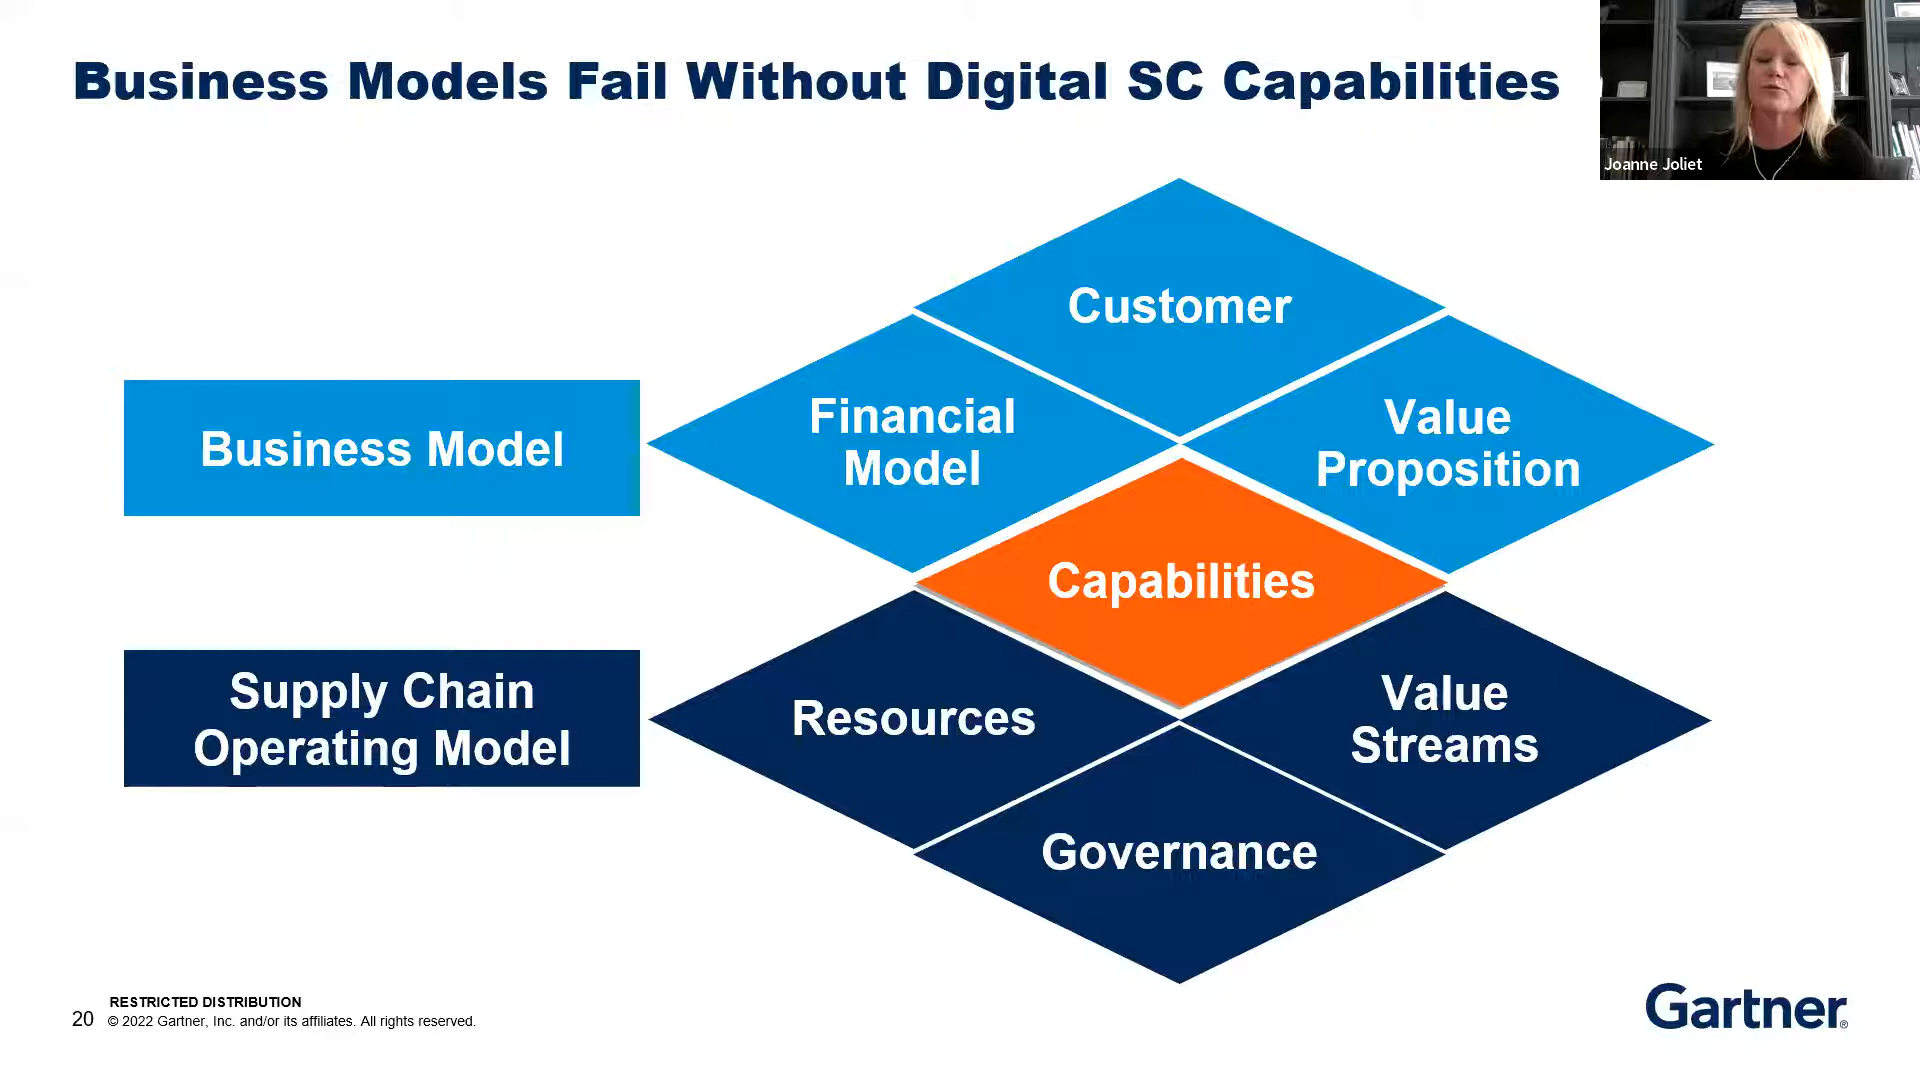 Business Models Fail Without Digital SC Capabilities
Joanne Joliet
Customer
Financial
Model
Value
Proposition
Business Model
Capabilities
Supply Chain
Operating Model
Resources
Value
Streams
Governance
RESTRICTED DISTRIBUTION
20 © 2022 Gartner, Inc. and/or its affiliates. All rights reserved.
Gartner®